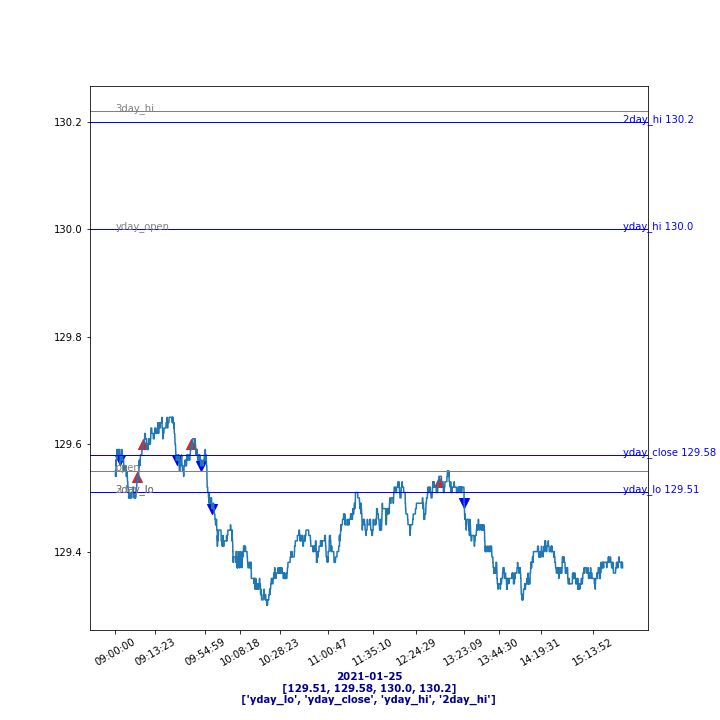 3day_hi
2day_hi 130.2
130.2
yday_open
yday_hi 130.0
130.0
129.8
129.6
yday_close 129.58
open
3day_lo
yday_lo 129.51
129.4
09:00:00
09:13:23
09:54:59
10:08:18
10:28:23
11:00:47
11:35:10
12:24:29
13:23:09
13:44:30
14:19:31
15:13:52
2021-01-25
[129.51, 129.58, 130.0, 130.2]
['yday_lo', 'yday_close', 'yday_hi', '2day_hi']